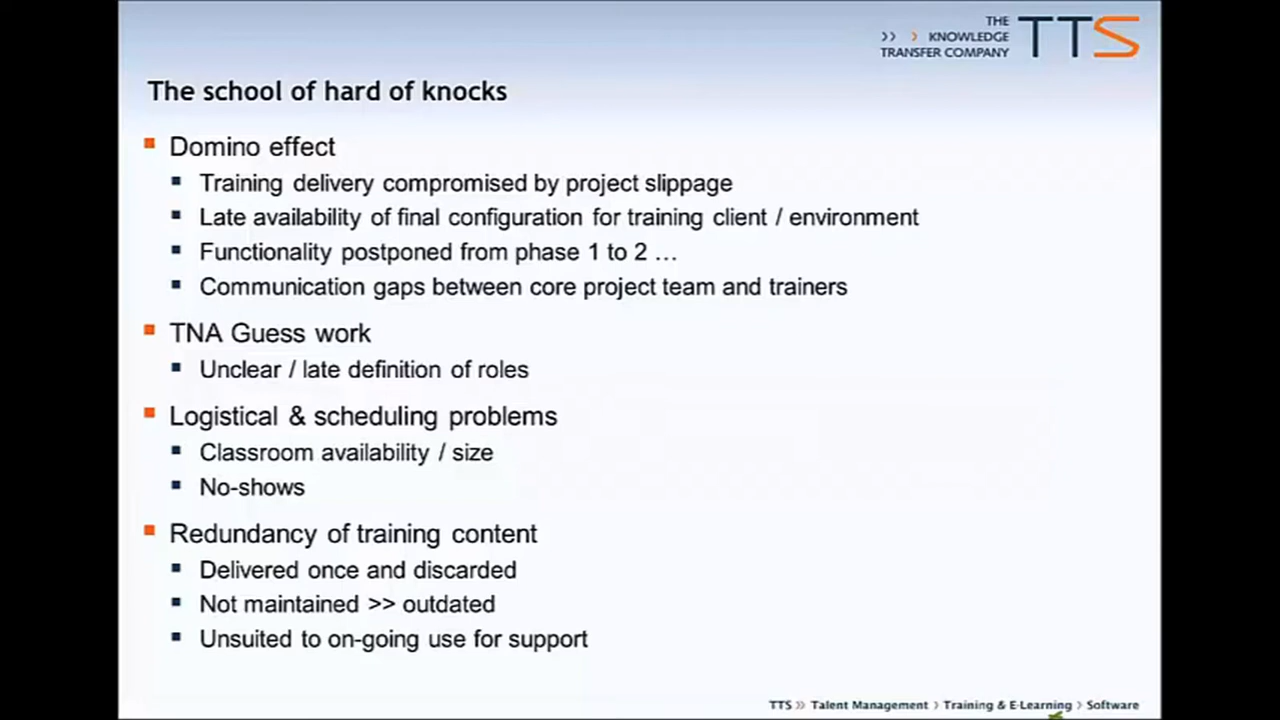 THE
>> > KNOWLEDGE
TRANSFER COMPANY
TTS
The school of hard of knocks
Domino effect
Training delivery compromised by project slippage
Late availability of final configuration for training client / environment
Functionality postponed from phase 1 to 2 ...
Communication gaps between core project team and trainers
TNA Guess work
Unclear / late definition of roles
Logistical & scheduling problems
Classroom availability / size
No-shows
Redundancy of training content
Delivered once and discarded
Not maintained >> outdated
Unsuited to on-going use for support
TTS >> Talent Management > Training & E-Learning > Software